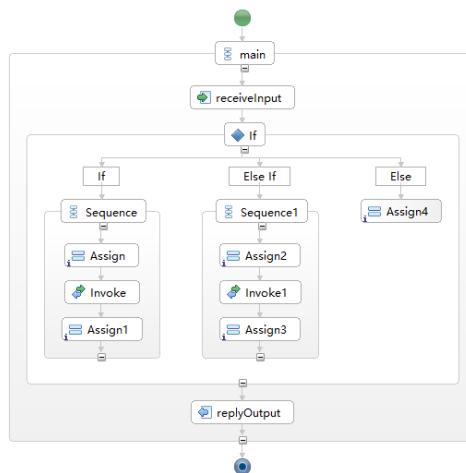 main
receiveInput
If
If
Else If
Else
Sequence
Sequence1
Assign4
Assign
Assign2
Invoke
Invoke1
Assign1
Assign3
replyOutput